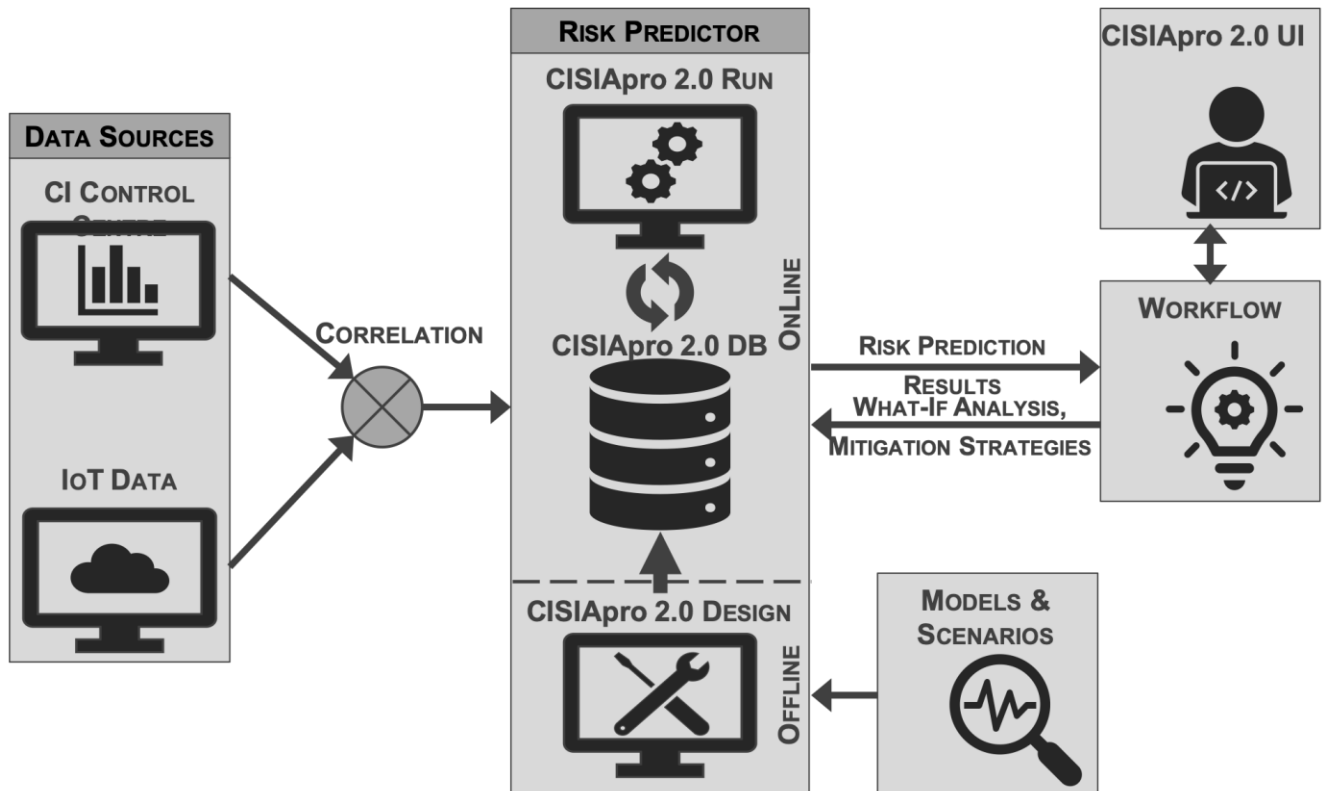 DATA SOURCES
CI CONTROL
CENTRE
IOT DATA
CORRELATION
RISK PREDICTOR
CISIAPRO 2.0 RUN
ONLINE
CISIApro 2.0 DB
CISIAPRO 2.0 DESIGN
OFFLINE
RISK PREDICTION
RESULTS
WHAT-IF ANALYSIS,
MITIGATION STRATEGIES
CISIAPRO 2.0 UI
</>
WORKFLOW
MODELS &
SCENARIOS